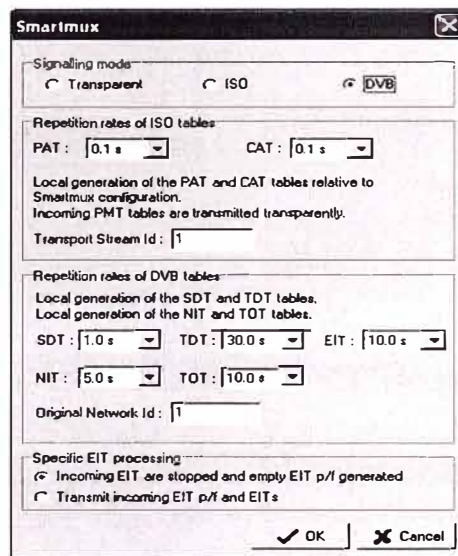 Smartmux
Signalling mode
Transparent ISO DVB
Repetition rates of ISO tables
PAT : 0.1 s CAT : 0.1 s
Local generation of the PAT and CAT tables relative to
Smartmux configuration.
Incoming PMT tables are transmitted transparently.
Transport Stream Id : 1
Repetition rates of DVB tables
Local generation of the SDT and TDT tables.
Local generation of the NIT and TOT tables.
SDT : 1.0 s TDT : 30.0 s EIT : 10.0 s
NIT : 5.0 s TOT : 10.0 s
Original Network Id : 1
Specific EIT processing
Incoming EIT are stopped and empty EIT p/f generated
Transmit incoming EIT p/f and EITs
OK Cancel